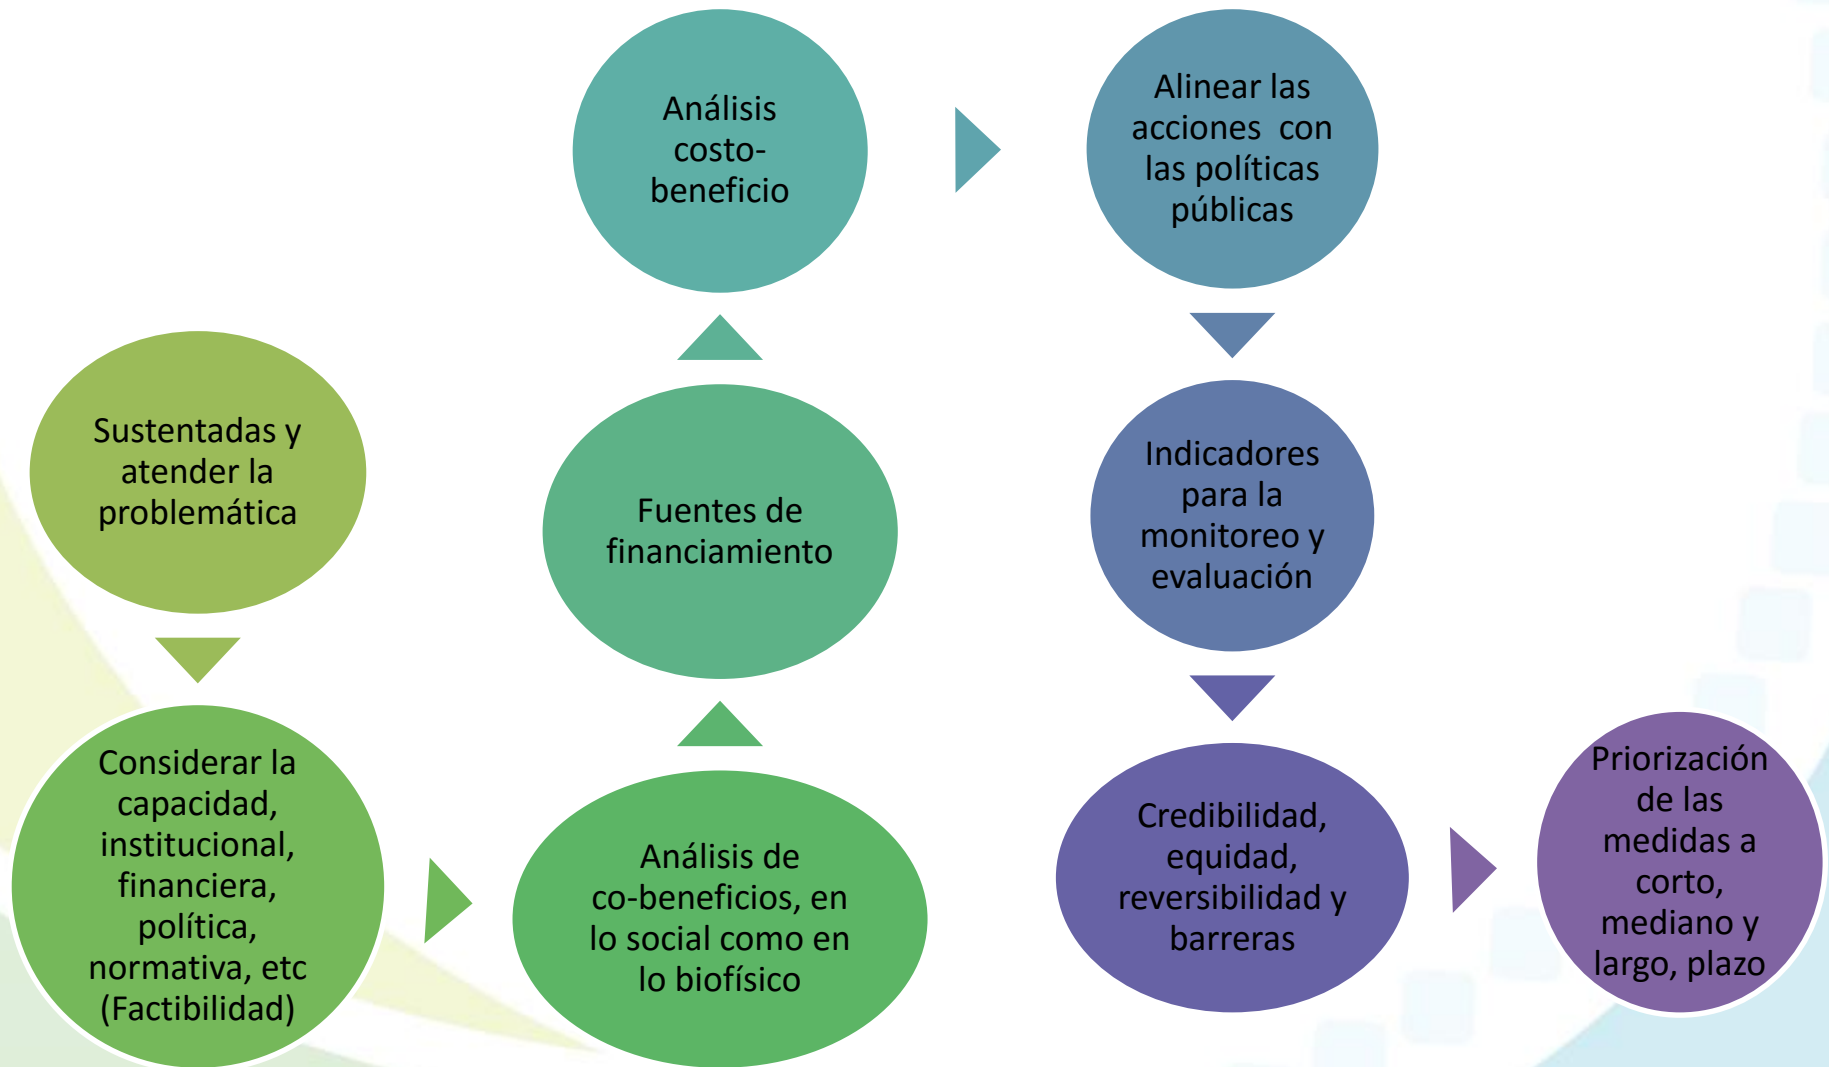 Sustentadas y
atender la
problemática
Considerar la
capacidad,
institucional,
financiera,
política,
normativa, etc
(Factibilidad)
Análisis de
co-beneficios, en
lo social como en
lo biofísico
Fuentes de
financiamiento
Análisis
costo-
beneficio
Alinear las
acciones  con
las políticas
públicas
Indicadores
para la
monitoreo y
evaluación
Credibilidad,
equidad,
reversibilidad y
barreras
Priorización
de las
medidas a
corto,
mediano y
largo, plazo